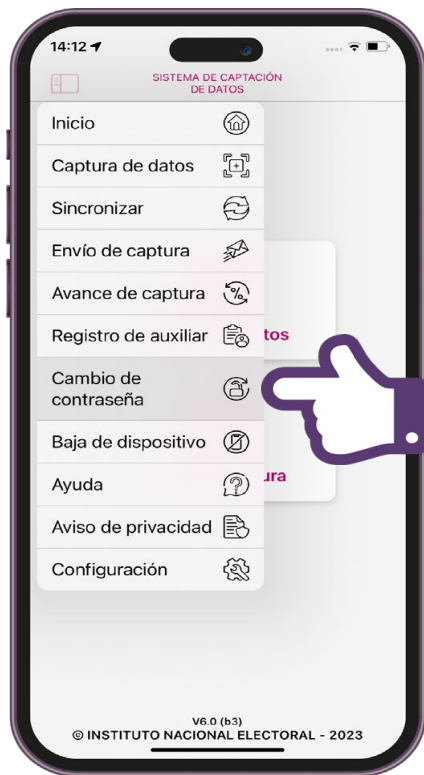 14:12
SISTEMA DE CAPTACIÓN
DE DATOS
Inicio
Captura de datos
Sincronizar
Envío de captura
Avance de captura
Registro de auxiliar
tos
Cambio de
contraseña
Baja de dispositivo
Ayuda
ura
Aviso de privacidad
Configuración
V6.0 (b3)
© INSTITUTO NACIONAL ELECTORAL - 2023